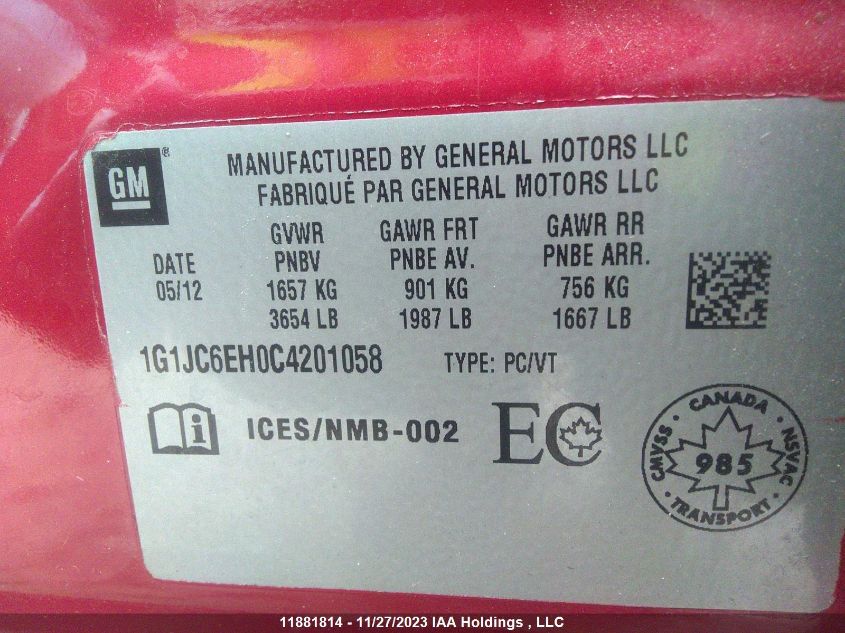 GM®
MANUFACTURED BY GENERAL MOTORS LLC
FABRIQUÉ PAR GENERAL MOTORS LLC
GVWR GAWR FRT GAWR RR
DATE PNBV PNBE AV. PNBE ARR.
05/12 1657 KG 901 KG 756 KG
3654 LB 1987 LB 1667 LB
1G1JC6EH0C4201058 TYPE: PC/VT
i ICES/NMB-002 EC
CANADA
CMVSS 985 NSVAC
TRANSPORT
11881814 - 11/27/2023 IAA Holdings , LLC